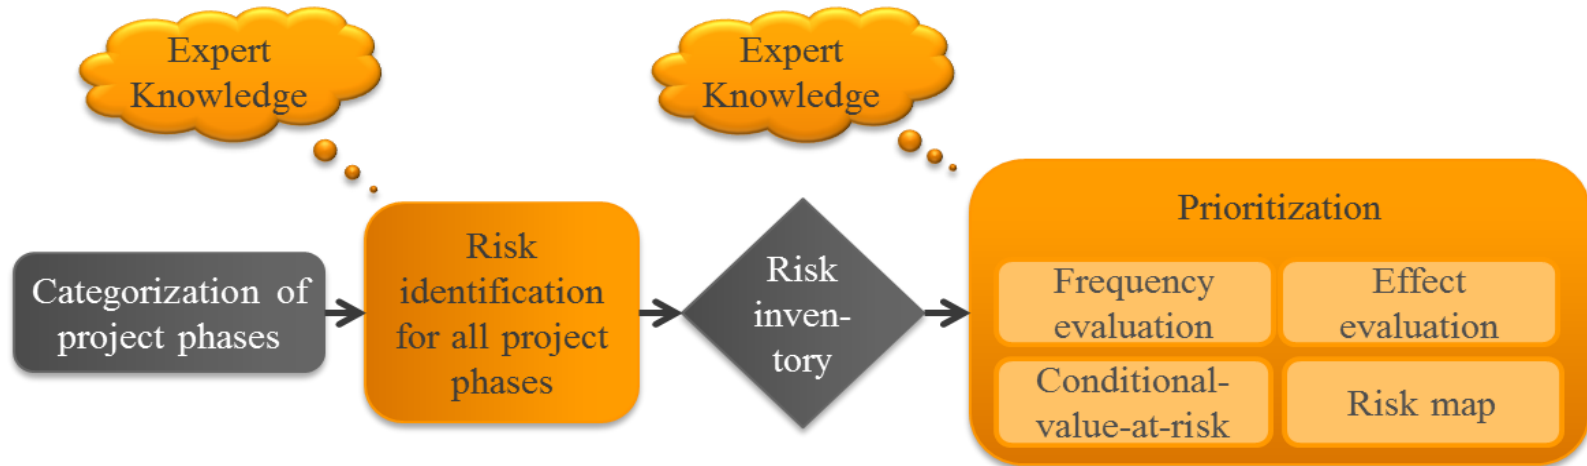 Expert
Knowledge
Expert
Knowledge
Categorization of
project phases
Risk
identification
for all project
phases
Risk
inven-
tory
Prioritization
Frequency
evaluation
Effect
evaluation
Conditional-
value-at-risk
Risk map